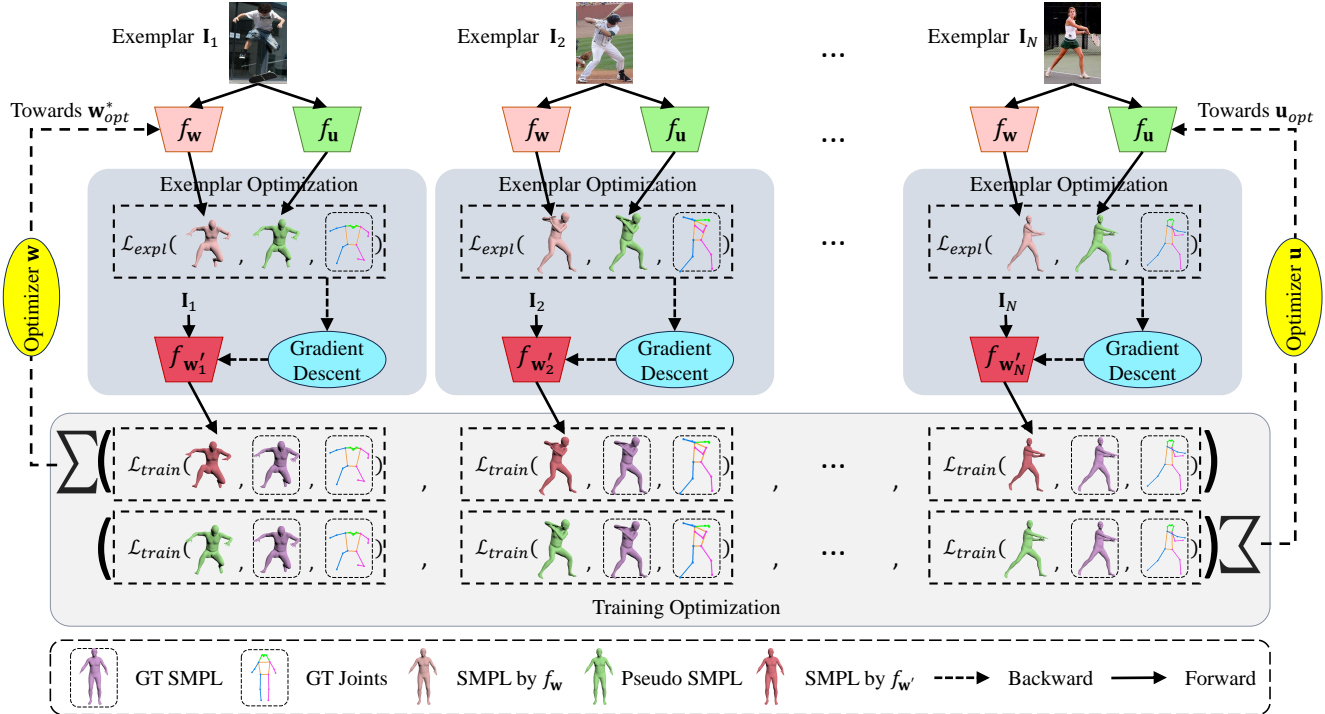 Exemplar I₁ Exemplar I₂ ... Exemplar I_N
Towards w*_opt f_w f_u f_w f_u ... f_w f_u Towards u_opt
Exemplar Optimization Exemplar Optimization Exemplar Optimization
ℒ_expl( , , ) ℒ_expl( , , ) ... ℒ_expl( , , )
Optimizer w Optimizer u
I₁ I₂ I_N
f_w′₁ Gradient Descent f_w′₂ Gradient Descent f_w′_N Gradient Descent
∑ ( ℒ_train( , , ) , ℒ_train( , , ) , ... , ℒ_train( , , ) )
( ℒ_train( , , ) , ℒ_train( , , ) , ... , ℒ_train( , , ) ) ∑
Training Optimization
GT SMPL GT Joints SMPL by f_w Pseudo SMPL SMPL by f_w′ Backward Forward